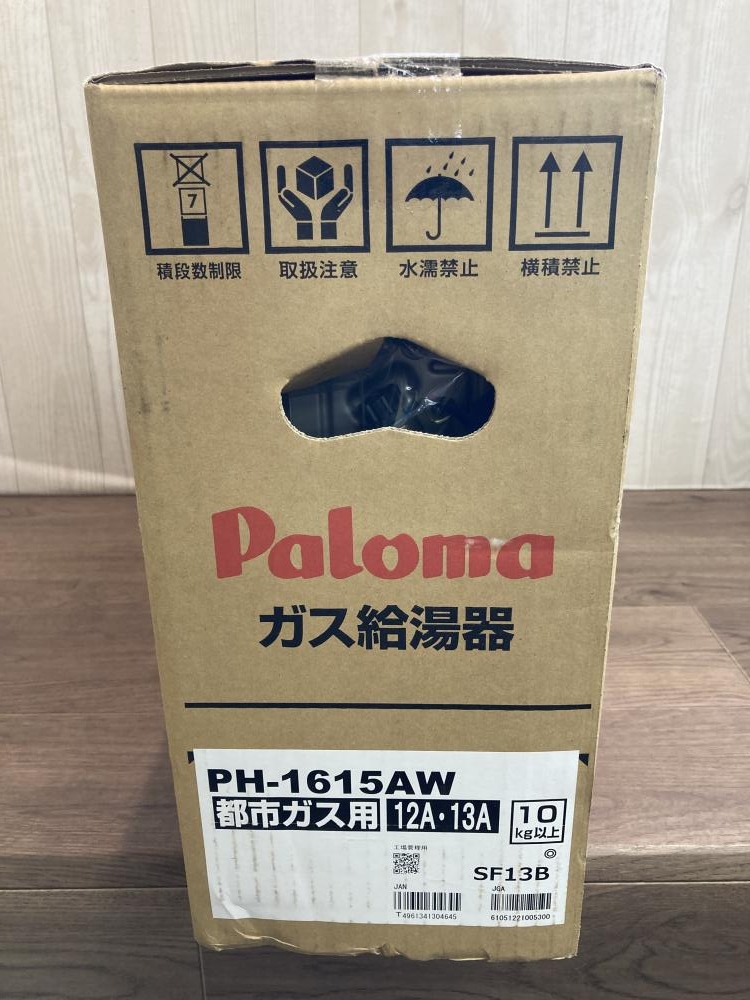 7
積段数制限 取扱注意 水濡禁止 横積禁止
Paloma
ガス給湯器
PH-1615AW
都市ガス用 12A・13A 10
kg以上
工場管理用
SF13B
JAN JGA
T4961341304645 61051221005300